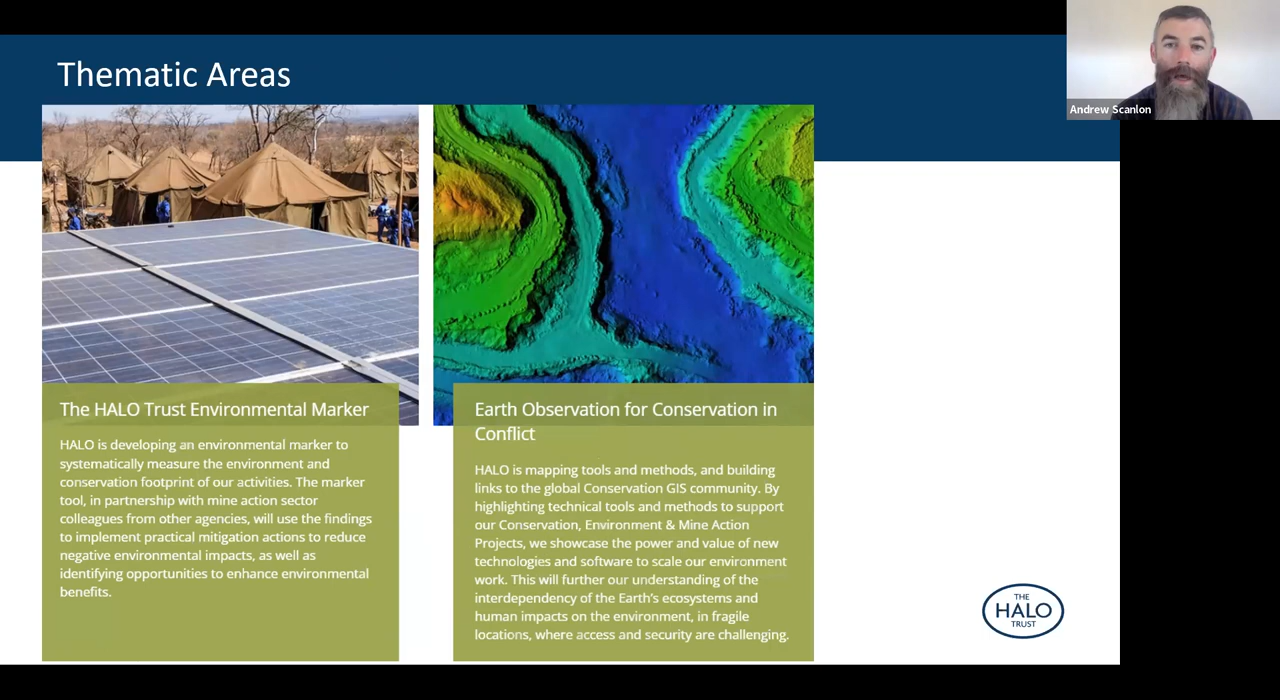 Thematic Areas
Andrew Scanlon
The HALO Trust Environmental Marker
HALO is developing an environmental marker to
systematically measure the environment and
conservation footprint of our activities. The marker
tool, in partnership with mine action sector
colleagues from other agencies, will use the findings
to implement practical mitigation actions to reduce
negative environmental impacts, as well as
identifying opportunities to enhance environmental
benefits.
Earth Observation for Conservation in
Conflict
HALO is mapping tools and methods, and building
links to the global Conservation GIS community. By
highlighting technical tools and methods to support
our Conservation, Environment & Mine Action
Projects, we showcase the power and value of new
technologies and software to scale our environment
work. This will further our understanding of the
interdependency of the Earth's ecosystems and
human impacts on the environment, in fragile
locations, where access and security are challenging.
THE
HALO
TRUST